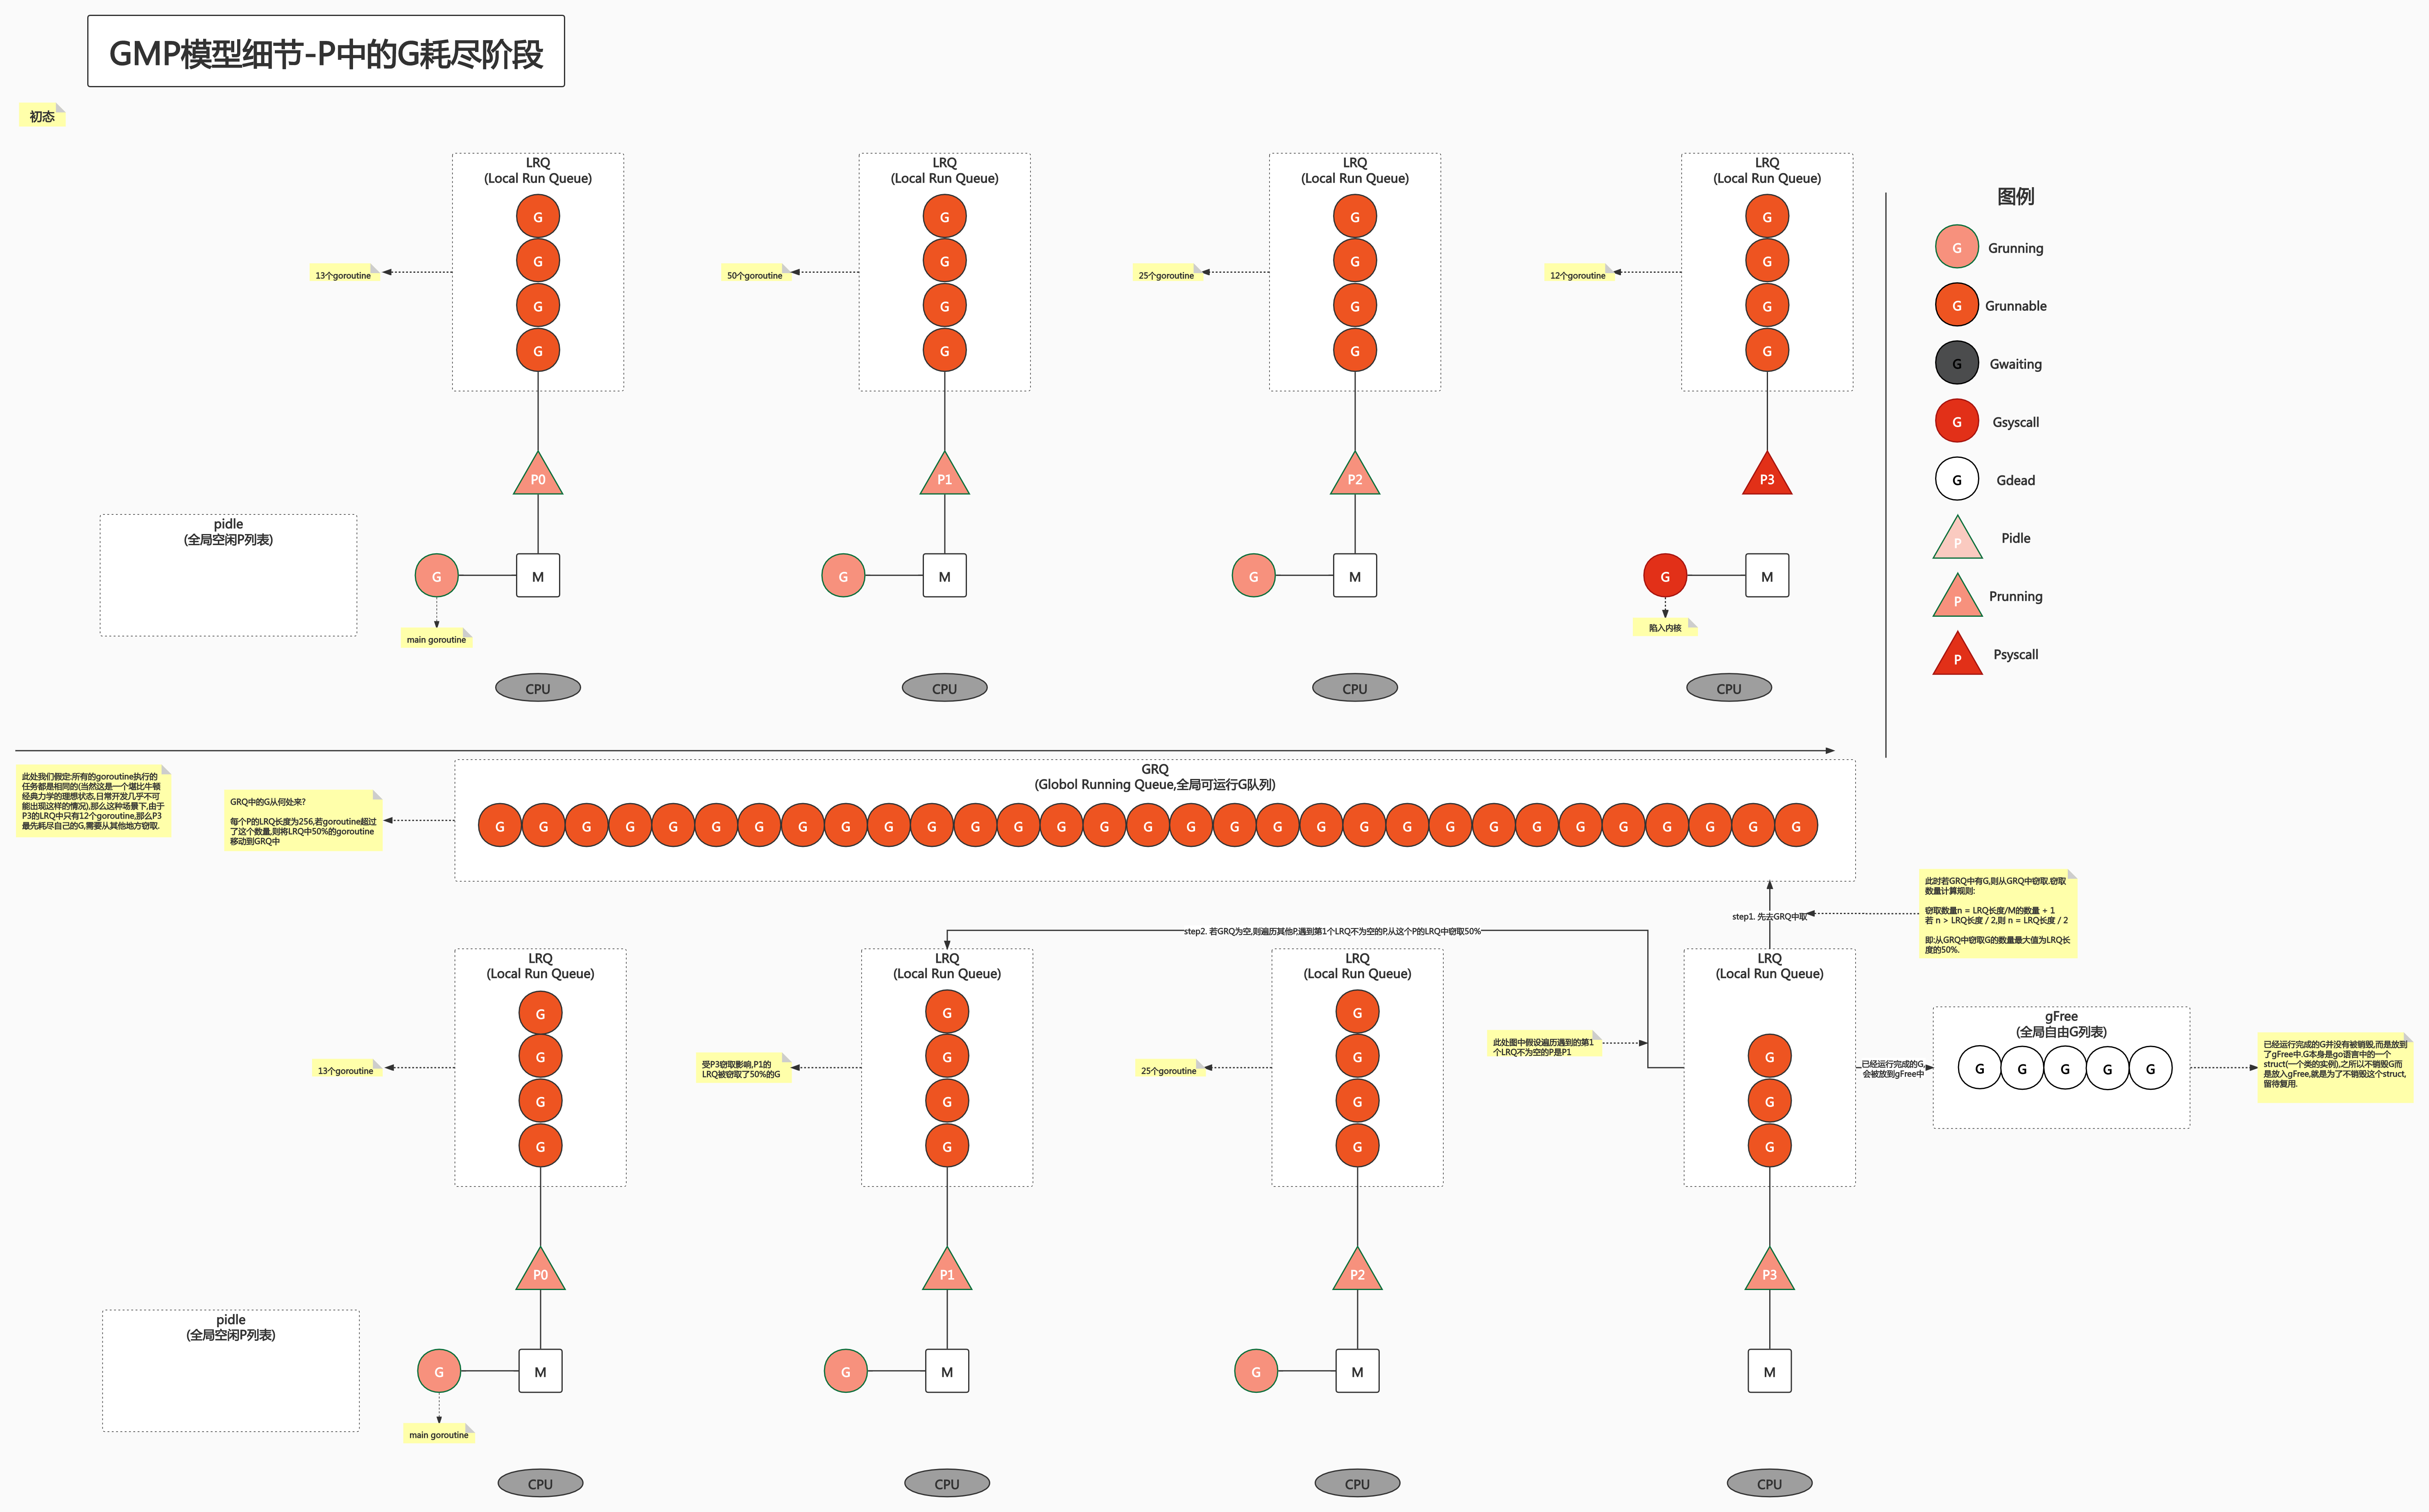 GMP模型细节-P中的G耗尽阶段
初态
LRQ
(Local Run Queue)
G
G
G
G
13个goroutine
P0
G
M
main goroutine
CPU
LRQ
(Local Run Queue)
G
G
G
G
50个goroutine
P1
G
M
CPU
LRQ
(Local Run Queue)
G
G
G
G
25个goroutine
P2
G
M
CPU
LRQ
(Local Run Queue)
G
G
G
G
12个goroutine
P3
G
M
陷入内核
CPU
pidle
(全局空闲P列表)
图例
G Grunning
G Grunnable
G Gwaiting
G Gsyscall
G Gdead
P Pidle
P Prunning
P Psyscall
此处我们假定:所有的goroutine执行的
任务都是相同的(当然这是一个堪比牛顿
经典力学的理想状态,日常开发几乎不可
能出现这样的情况),那么这种场景下,由于
P3的LRQ中只有12个goroutine,那么P3
最先耗尽自己的G,需要从其他地方窃取.
GRQ中的G从何处来?
每个P的LRQ长度为256,若goroutine超过
了这个数量,则将LRQ中50%的goroutine
移动到GRQ中
GRQ
(Global Running Queue,全局可运行G队列)
G G G G G G G G G G G G G G G G G G G G G G G G G G G G G G G
此时若GRQ中有G,则从GRQ中窃取.窃取
数量计算规则:
窃取数量n = LRQ长度/M的数量 + 1
若 n > LRQ长度 / 2,则 n = LRQ长度 / 2
即:从GRQ中窃取G的数量最大值为LRQ长
度的50%.
step1. 先去GRQ中取
step2. 若GRQ为空,则遍历其他P,遇到第1个LRQ不为空的P,从这个P的LRQ中窃取50%
LRQ
(Local Run Queue)
G
G
G
G
13个goroutine
P0
G
M
main goroutine
CPU
LRQ
(Local Run Queue)
G
G
G
G
受P3窃取影响,P1的
LRQ被窃取了50%的G
P1
G
M
CPU
LRQ
(Local Run Queue)
G
G
G
G
25个goroutine
P2
G
M
CPU
此处图中假设遍历遇到的第1
个LRQ不为空的P是P1
LRQ
(Local Run Queue)
G
G
G
P3
M
CPU
已经运行完成的G,
会被放到gFree中
gFree
(全局自由G列表)
G G G G G
已经运行完成的G并没有被销毁,而是放到
了gFree中.G本身是go语言中的一个
struct(一个类的实例),之所以不销毁G而
是放入gFree,就是为了不销毁这个struct,
留待复用.
pidle
(全局空闲P列表)